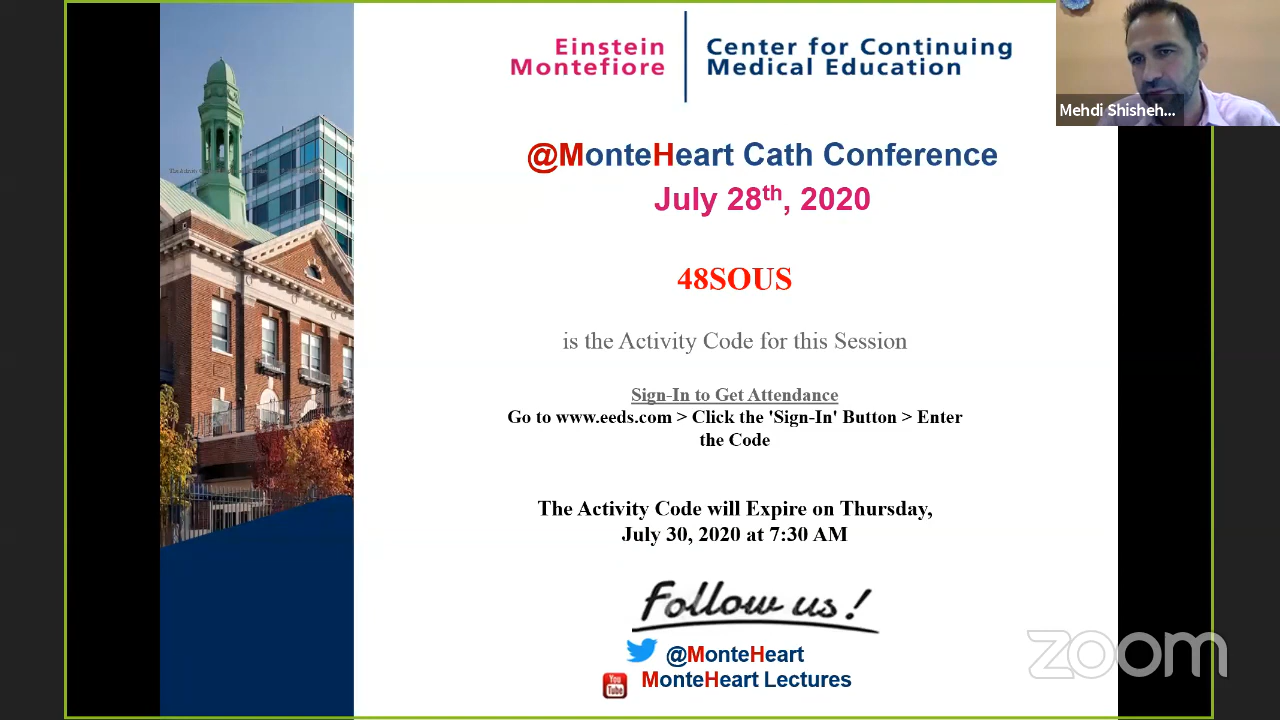 Einstein
Montefiore
Center for Continuing
Medical Education
Mehdi Shisheh...
@MonteHeart Cath Conference
July 28th, 2020
48SOUS
is the Activity Code for this Session
Sign-In to Get Attendance
Go to www.eeds.com > Click the 'Sign-In' Button > Enter
the Code
The Activity Code will Expire on Thursday,
July 30, 2020 at 7:30 AM
Follow us!
@MonteHeart
You
Tube
MonteHeart Lectures
zoom